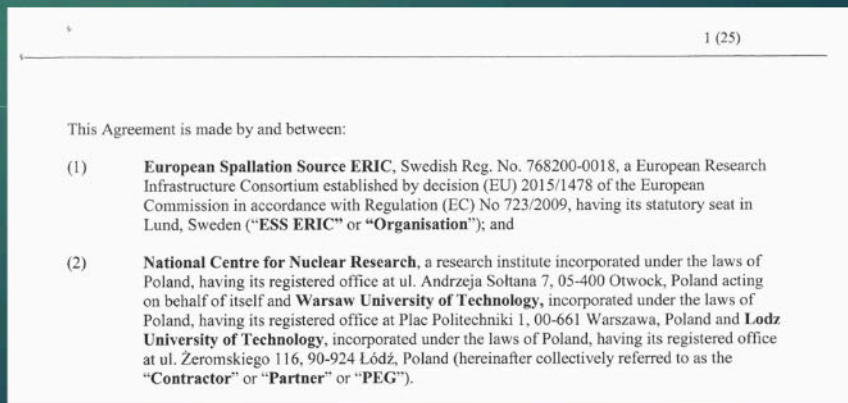 1 (25)
This Agreement is made by and between:
(1) European Spallation Source ERIC, Swedish Reg. No. 768200-0018, a European Research
Infrastructure Consortium established by decision (EU) 2015/1478 of the European
Commission in accordance with Regulation (EC) No 723/2009, having its statutory seat in
Lund, Sweden (“ESS ERIC” or “Organisation”); and
(2) National Centre for Nuclear Research, a research institute incorporated under the laws of
Poland, having its registered office at ul. Andrzeja Sołtana 7, 05-400 Otwock, Poland acting
on behalf of itself and Warsaw University of Technology, incorporated under the laws of
Poland, having its registered office at Plac Politechniki 1, 00-661 Warszawa, Poland and Lodz
University of Technology, incorporated under the laws of Poland, having its registered office
at ul. Żeromskiego 116, 90-924 Łódź, Poland (hereinafter collectively referred to as the
“Contractor” or “Partner” or “PEG”).